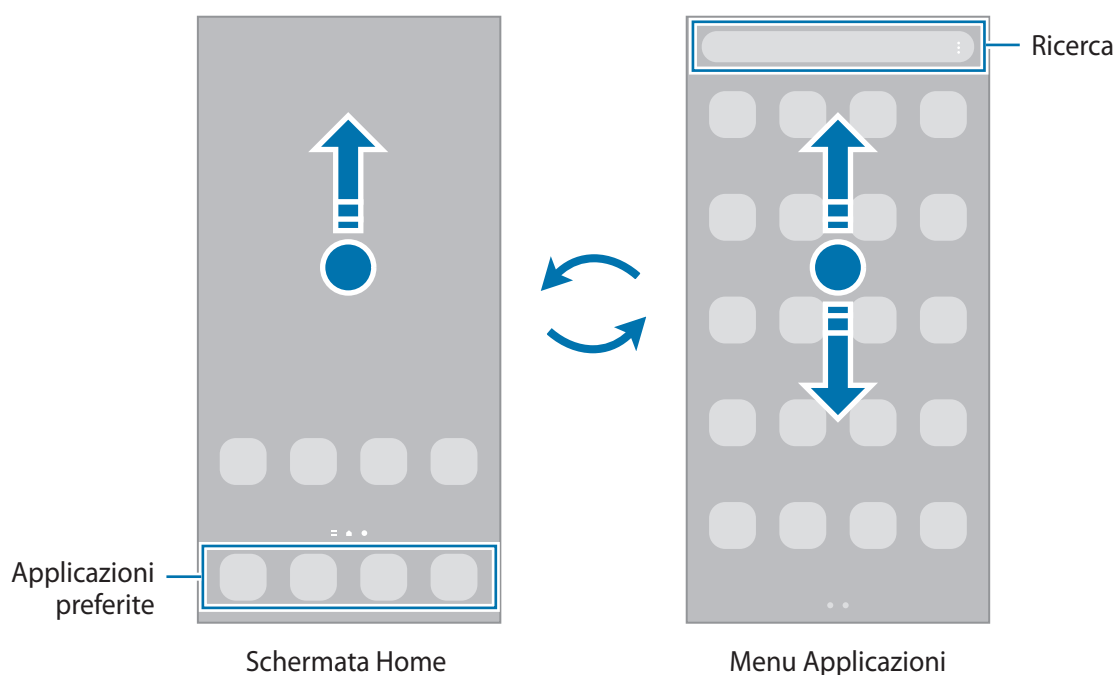 Ricerca
Applicazioni
preferite
Schermata Home
Menu Applicazioni